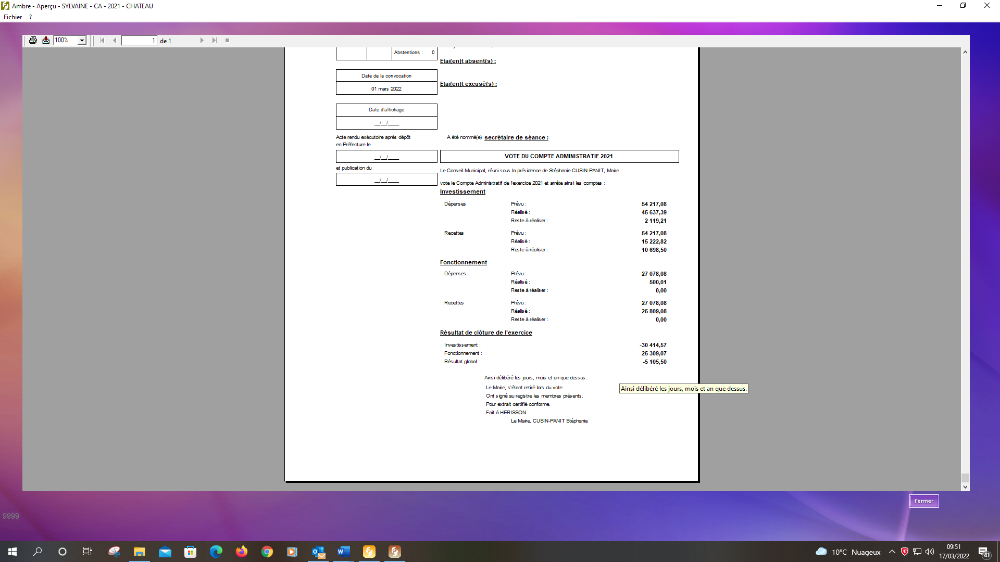 Ambre - Aperçu - SYLVAINE - CA - 2021 - CHATEAU
Fichier ?
100% 1 de 1
Abstentions : 0
Etai(en)t absent(s) :
Date de la convocation
01 mars 2022
Etai(en)t excusé(s) :
Date d'affichage
__/__/____
Acte rendu exécutoire après dépôt
en Préfecture le
__/__/____
et publication du
__/__/____
A été nommé(e) secrétaire de séance :
VOTE DU COMPTE ADMINISTRATIF 2021
Le Conseil Municipal, réuni sous la présidence de Stéphanie CUSIN-PANIT, Maire
vote le Compte Administratif de l'exercice 2021 et arrête ainsi les comptes :
Investissement
Dépenses Prévu : 54 217,08
Réalisé : 45 637,39
Reste à réaliser : 2 119,21
Recettes Prévu : 54 217,08
Réalisé : 15 222,82
Reste à réaliser : 10 698,50
Fonctionnement
Dépenses Prévu : 27 078,08
Réalisé : 500,01
Reste à réaliser : 0,00
Recettes Prévu : 27 078,08
Réalisé : 25 809,08
Reste à réaliser : 0,00
Résultat de clôture de l'exercice
Investissement : -30 414,57
Fonctionnement : 25 309,07
Résultat global : -5 105,50
Ainsi délibéré les jours, mois et an que dessus.
Le Maire, s'étant retiré lors du vote.
Ainsi délibéré les jours, mois et an que dessus.
Ont signé au registre les membres présents.
Pour extrait certifié conforme.
Fait à HERISSON
Le Maire, CUSIN-PANIT Stéphanie
Fermer
9999
10°C Nuageux
09:51
17/03/2022
41